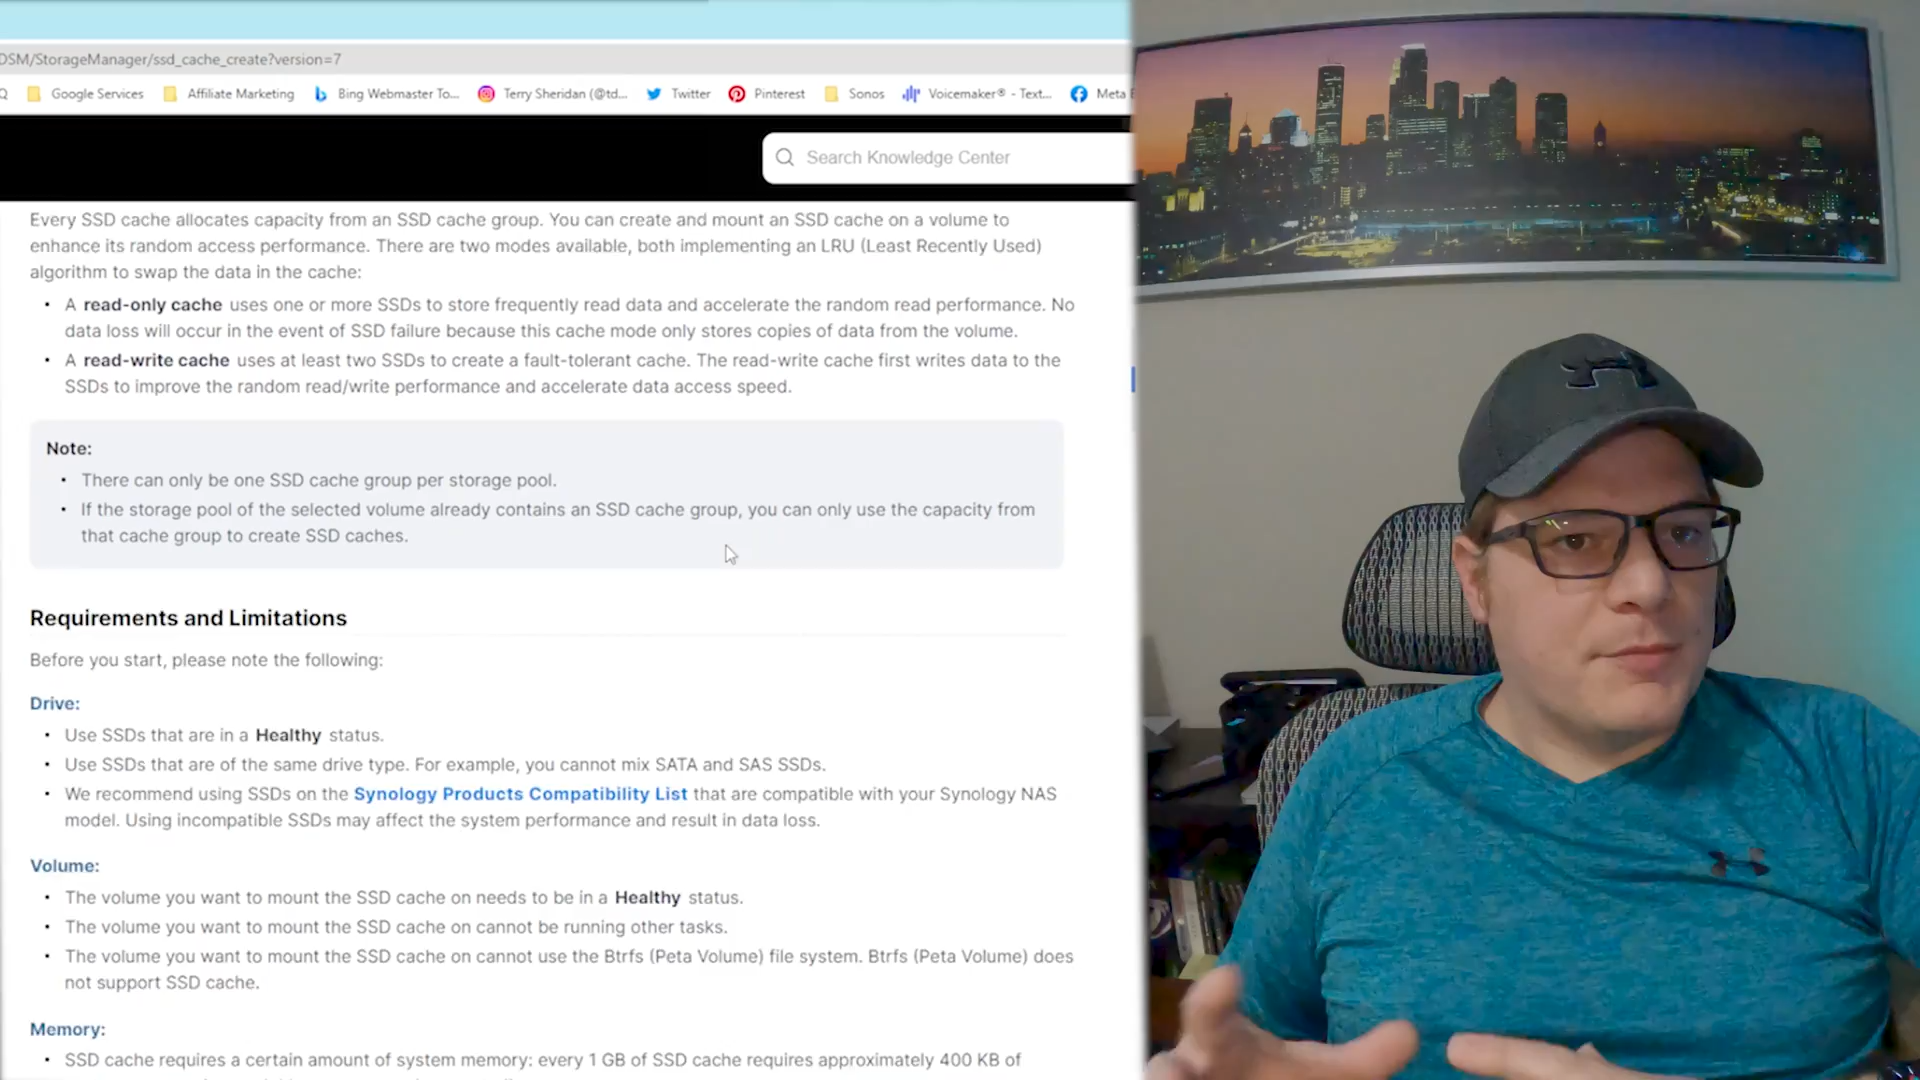 DSM/StorageManager/ssd_cache_create?version=7
Google Services Affiliate Marketing Bing Webmaster To... Terry Sheridan (@td... Twitter Pinterest Sonos Voicemaker® - Text... Meta
Search Knowledge Center
Every SSD cache allocates capacity from an SSD cache group. You can create and mount an SSD cache on a volume to
enhance its random access performance. There are two modes available, both implementing an LRU (Least Recently Used)
algorithm to swap the data in the cache:
• A read-only cache uses one or more SSDs to store frequently read data and accelerate the random read performance. No
data loss will occur in the event of SSD failure because this cache mode only stores copies of data from the volume.
• A read-write cache uses at least two SSDs to create a fault-tolerant cache. The read-write cache first writes data to the
SSDs to improve the random read/write performance and accelerate data access speed.
Note:
• There can only be one SSD cache group per storage pool.
• If the storage pool of the selected volume already contains an SSD cache group, you can only use the capacity from
that cache group to create SSD caches.
Requirements and Limitations
Before you start, please note the following:
Drive:
• Use SSDs that are in a Healthy status.
• Use SSDs that are of the same drive type. For example, you cannot mix SATA and SAS SSDs.
• We recommend using SSDs on the Synology Products Compatibility List that are compatible with your Synology NAS
model. Using incompatible SSDs may affect the system performance and result in data loss.
Volume:
• The volume you want to mount the SSD cache on needs to be in a Healthy status.
• The volume you want to mount the SSD cache on cannot be running other tasks.
• The volume you want to mount the SSD cache on cannot use the Btrfs (Peta Volume) file system. Btrfs (Peta Volume) does
not support SSD cache.
Memory:
• SSD cache requires a certain amount of system memory: every 1 GB of SSD cache requires approximately 400 KB of